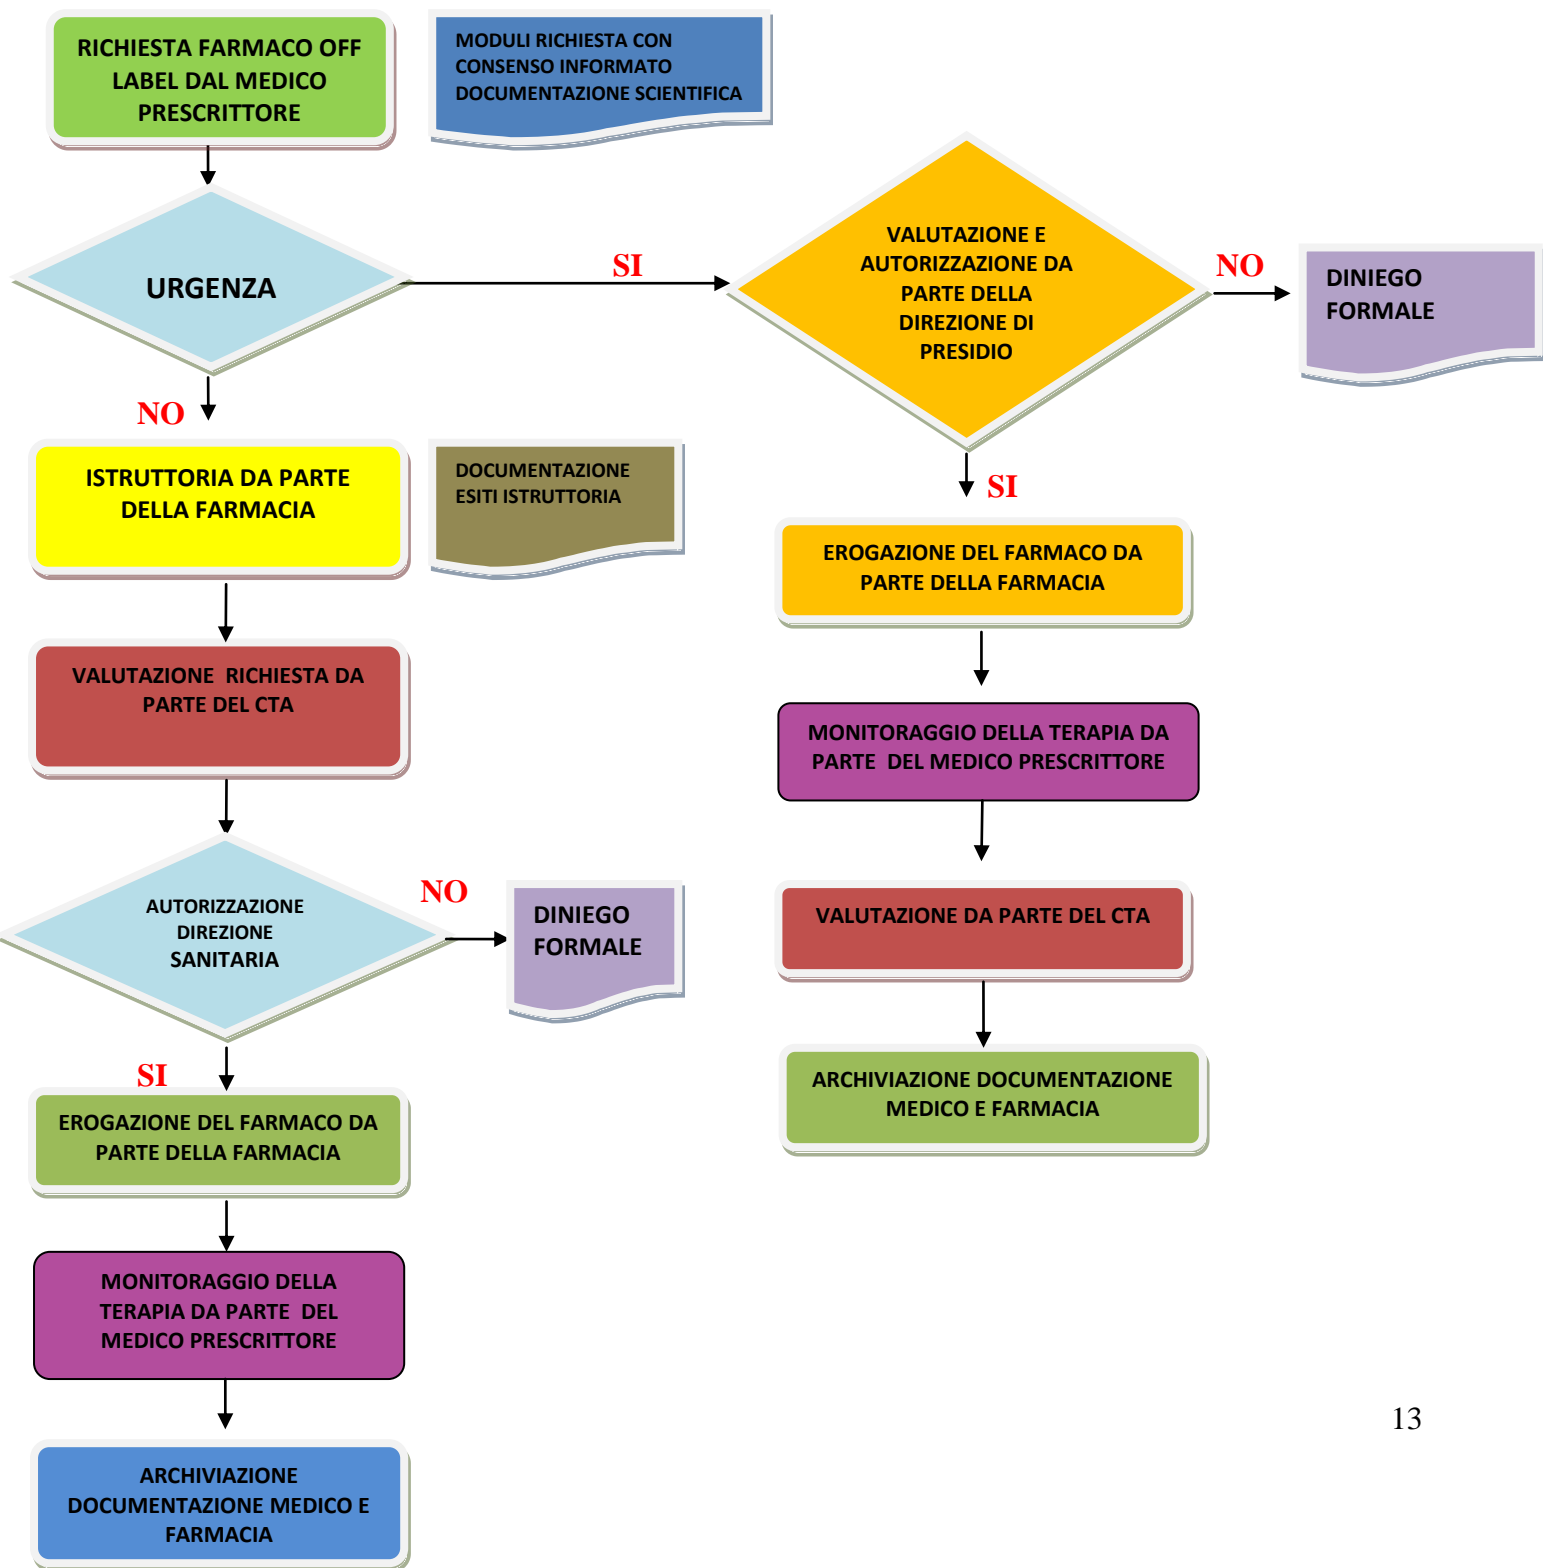 RICHIESTA FARMACO OFF
LABEL DAL MEDICO
PRESCRITTORE
MODULI RICHIESTA CON
CONSENSO INFORMATO
DOCUMENTAZIONE SCIENTIFICA
URGENZA
SI
VALUTAZIONE E
AUTORIZZAZIONE DA
PARTE DELLA
DIREZIONE DI
PRESIDIO
NO
DINIEGO
FORMALE
NO
ISTRUTTORIA DA PARTE
DELLA FARMACIA
DOCUMENTAZIONE
ESITI ISTRUTTORIA
SI
EROGAZIONE DEL FARMACO DA
PARTE DELLA FARMACIA
VALUTAZIONE RICHIESTA DA
PARTE DEL CTA
MONITORAGGIO DELLA TERAPIA DA
PARTE DEL MEDICO PRESCRITTORE
AUTORIZZAZIONE
DIREZIONE
SANITARIA
NO
DINIEGO
FORMALE
VALUTAZIONE DA PARTE DEL CTA
SI
EROGAZIONE DEL FARMACO DA
PARTE DELLA FARMACIA
ARCHIVIAZIONE DOCUMENTAZIONE
MEDICO E FARMACIA
MONITORAGGIO DELLA
TERAPIA DA PARTE DEL
MEDICO PRESCRITTORE
ARCHIVIAZIONE
DOCUMENTAZIONE MEDICO E
FARMACIA
13